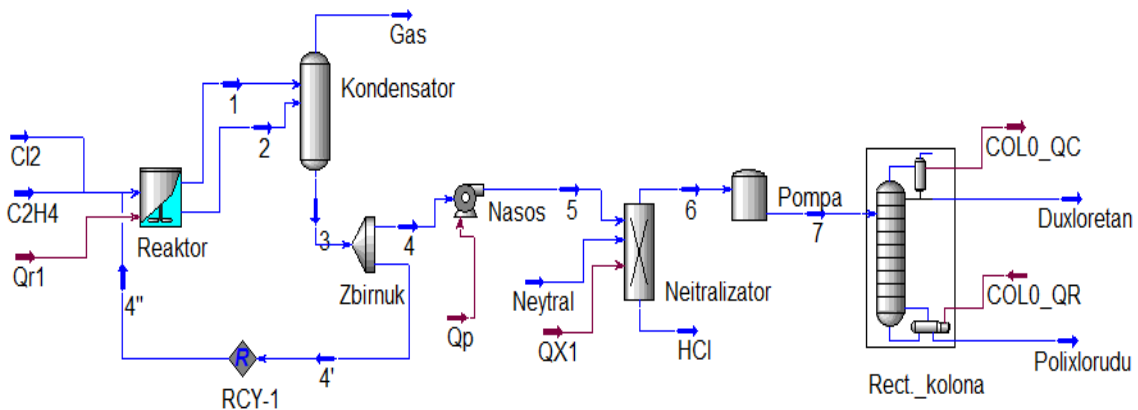 Gas
Kondensator
1
2
Cl2
C2H4
Reaktor
Qr1
3
4
Zbirnuk
Nasos
5
Qp
4"
R
RCY-1
4'
Neytral
QX1
6
Neitralizator
HCl
Pompa
7
COL0_QC
Duxloretan
COL0_QR
Polixlorudu
Rect._kolona